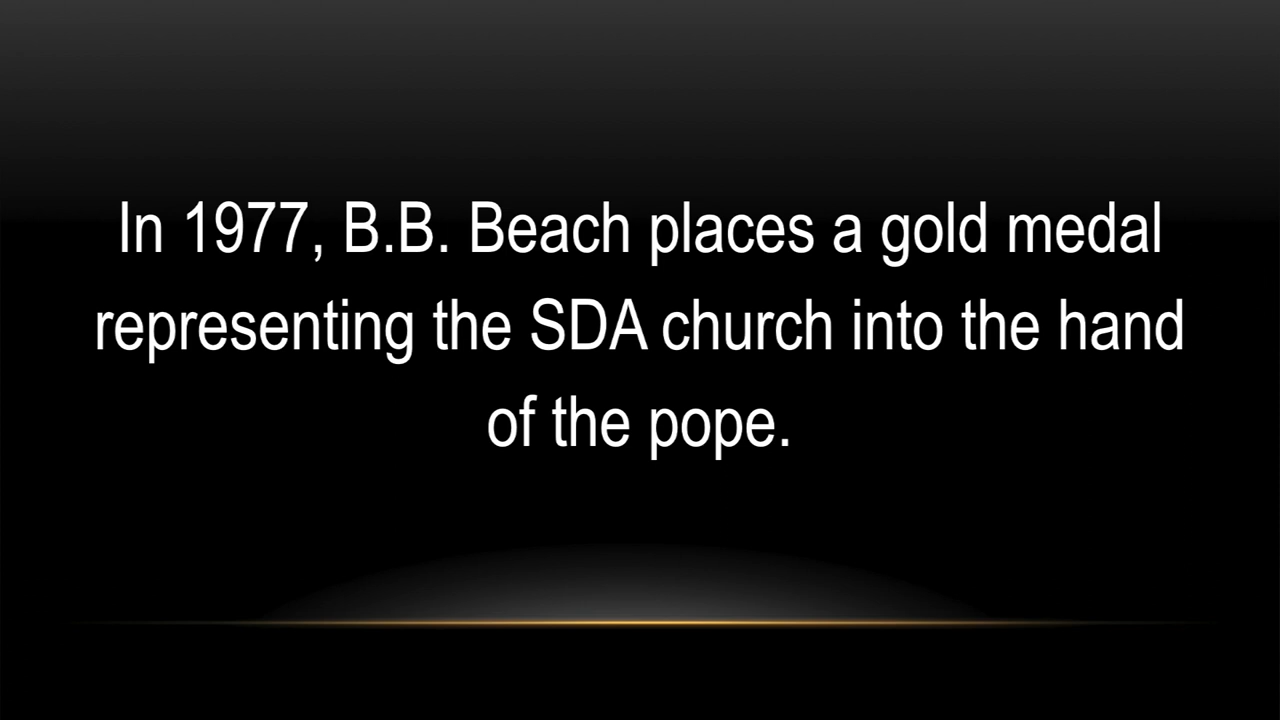 In 1977, B.B. Beach places a gold medal
representing the SDA church into the hand
of the pope.